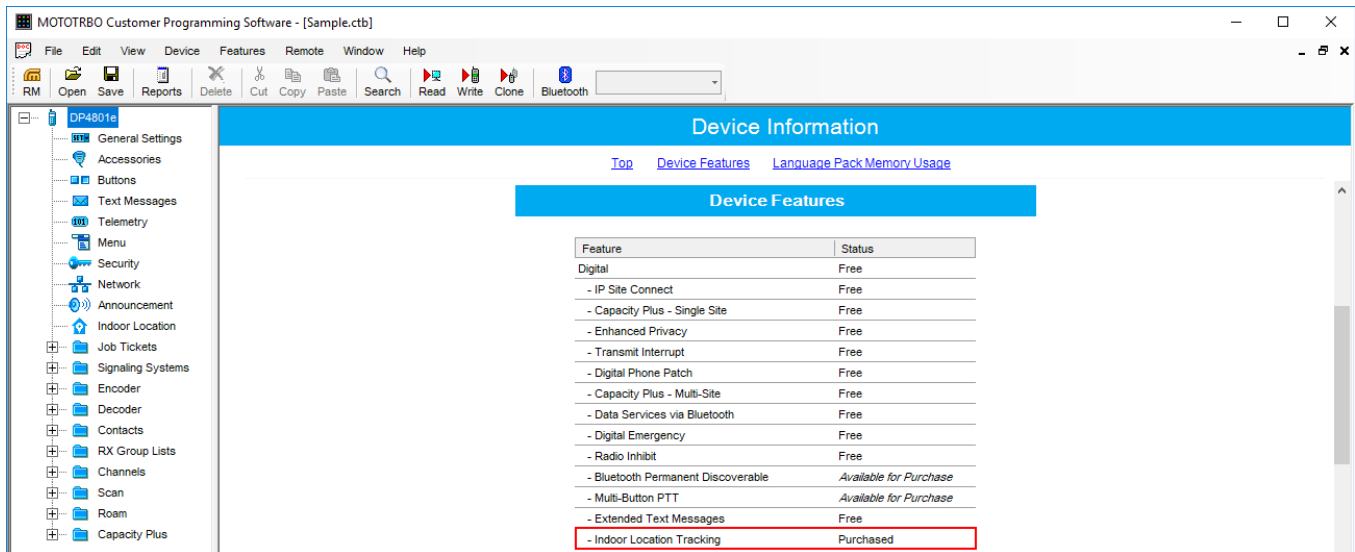 MOTOTRBO Customer Programming Software - [Sample.ctb]
File Edit View Device Features Remote Window Help
RM Open Save Reports Delete Cut Copy Paste Search Read Write Clone Bluetooth
DP4801e
General Settings
Accessories
Buttons
Text Messages
Telemetry
Menu
Security
Network
Announcement
Indoor Location
Job Tickets
Signaling Systems
Encoder
Decoder
Contacts
RX Group Lists
Channels
Scan
Roam
Capacity Plus
Device Information
Top Device Features Language Pack Memory Usage
Device Features
Feature Status
Digital Free
- IP Site Connect Free
- Capacity Plus - Single Site Free
- Enhanced Privacy Free
- Transmit Interrupt Free
- Digital Phone Patch Free
- Capacity Plus - Multi-Site Free
- Data Services via Bluetooth Free
- Digital Emergency Free
- Radio Inhibit Free
- Bluetooth Permanent Discoverable Available for Purchase
- Multi-Button PTT Available for Purchase
- Extended Text Messages Free
- Indoor Location Tracking Purchased